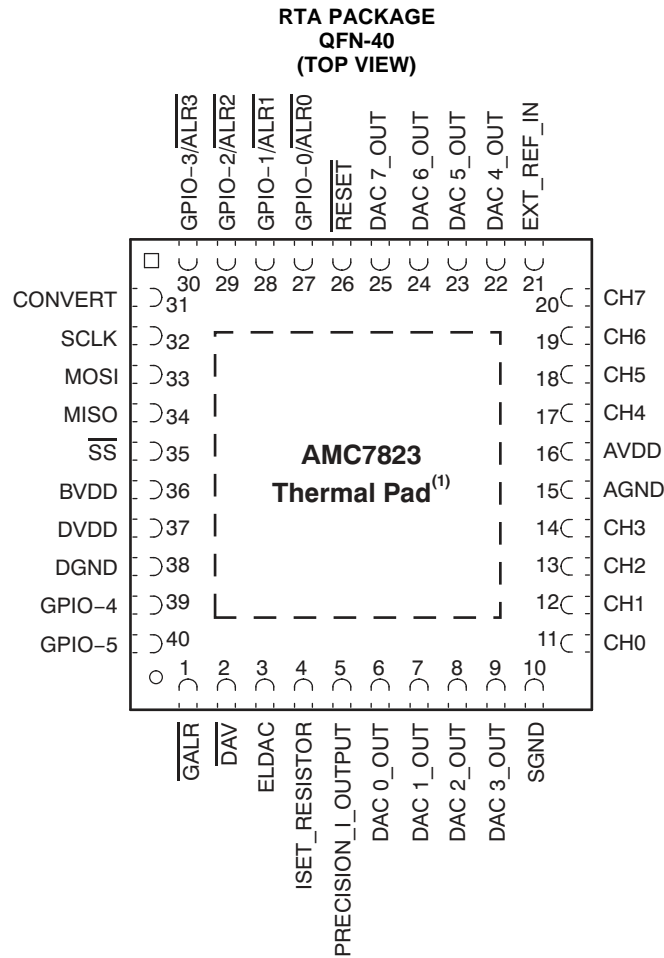 RTA PACKAGE
QFN-40
(TOP VIEW)
GPIO−3/ALR3
GPIO−2/ALR2
GPIO−1/ALR1
GPIO−0/ALR0
RESET
DAC 7_OUT
DAC 6_OUT
DAC 5_OUT
DAC 4_OUT
EXT_REF_IN
30 29 28 27 26 25 24 23 22 21
CONVERT 31 20 CH7
SCLK 32 19 CH6
MOSI 33 18 CH5
MISO 34 17 CH4
SS 35 16 AVDD
BVDD 36 15 AGND
DVDD 37 14 CH3
DGND 38 13 CH2
GPIO−4 39 12 CH1
GPIO−5 40 11 CH0
AMC7823
Thermal Pad(1)
1 2 3 4 5 6 7 8 9 10
GALR
DAV
ELDAC
ISET_RESISTOR
PRECISION_I_OUTPUT
DAC 0_OUT
DAC 1_OUT
DAC 2_OUT
DAC 3_OUT
SGND